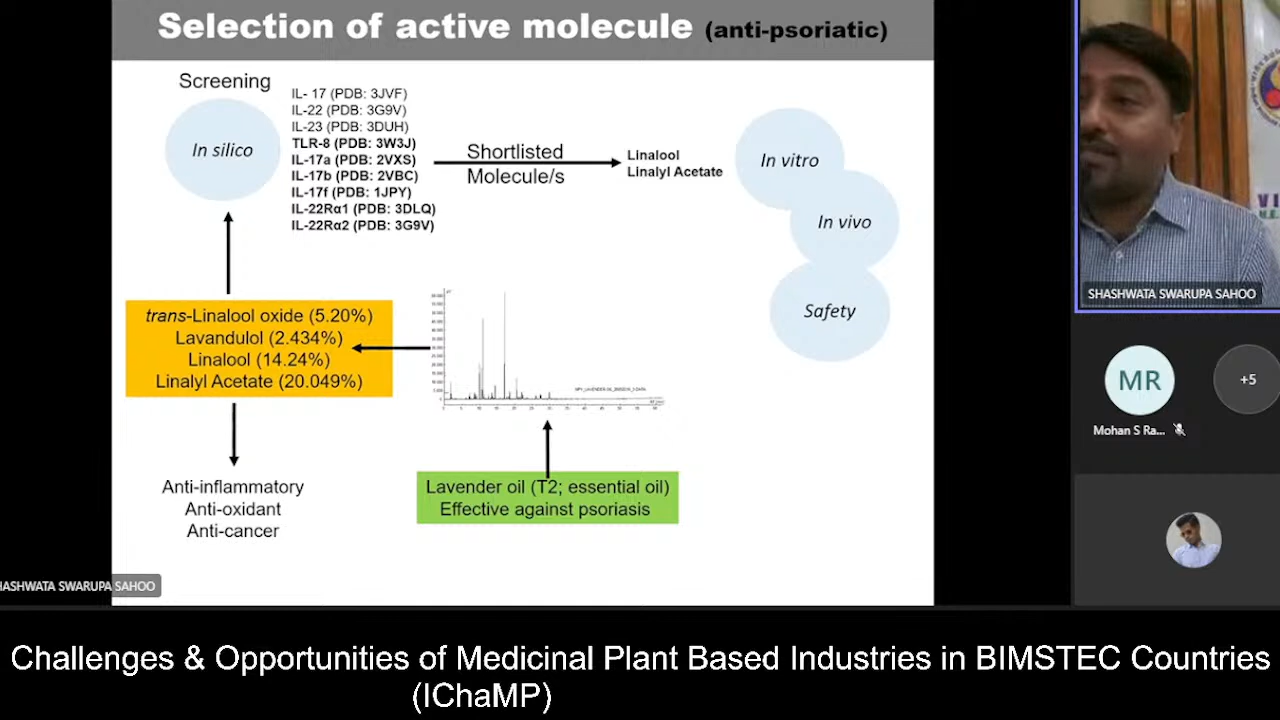 Selection of active molecule (anti-psoriatic)
Screening
In silico
IL- 17 (PDB: 3JVF)
IL-22 (PDB: 3G9V)
IL-23 (PDB: 3DUH)
TLR-8 (PDB: 3W3J)
IL-17a (PDB: 2VXS)
IL-17b (PDB: 2VBC)
IL-17f (PDB: 1JPY)
IL-22Rα1 (PDB: 3DLQ)
IL-22Rα2 (PDB: 3G9V)
Shortlisted
Molecule/s
Linalool
Linalyl Acetate
In vitro
In vivo
Safety
trans-Linalool oxide (5.20%)
Lavandulol (2.434%)
Linalool (14.24%)
Linalyl Acetate (20.049%)
Anti-inflammatory
Anti-oxidant
Anti-cancer
Lavender oil (T2; essential oil)
Effective against psoriasis
HASHWATA SWARUPA SAHOO
SHASHWATA SWARUPA SAHOO
MR
Mohan S Ra...
+5
Challenges & Opportunities of Medicinal Plant Based Industries in BIMSTEC Countries
(IChaMP)